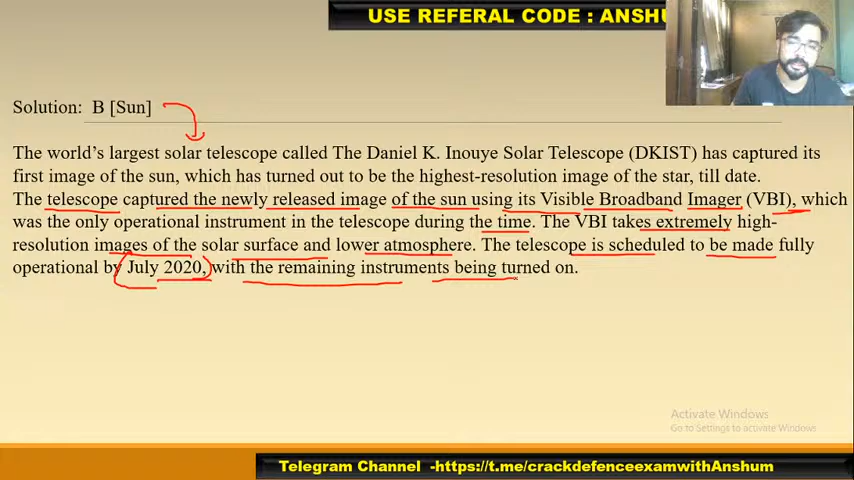 USE REFERAL CODE : ANSHU
Solution: B [Sun]
The world's largest solar telescope called The Daniel K. Inouye Solar Telescope (DKIST) has captured its
first image of the sun, which has turned out to be the highest-resolution image of the star, till date.
The telescope captured the newly released image of the sun using its Visible Broadband Imager (VBI), which
was the only operational instrument in the telescope during the time. The VBI takes extremely high-
resolution images of the solar surface and lower atmosphere. The telescope is scheduled to be made fully
operational by July 2020, with the remaining instruments being turned on.
Activate Windows
Go to Settings to activate Windows.
Telegram Channel -https://t.me/crackdefenceexamwithAnshum